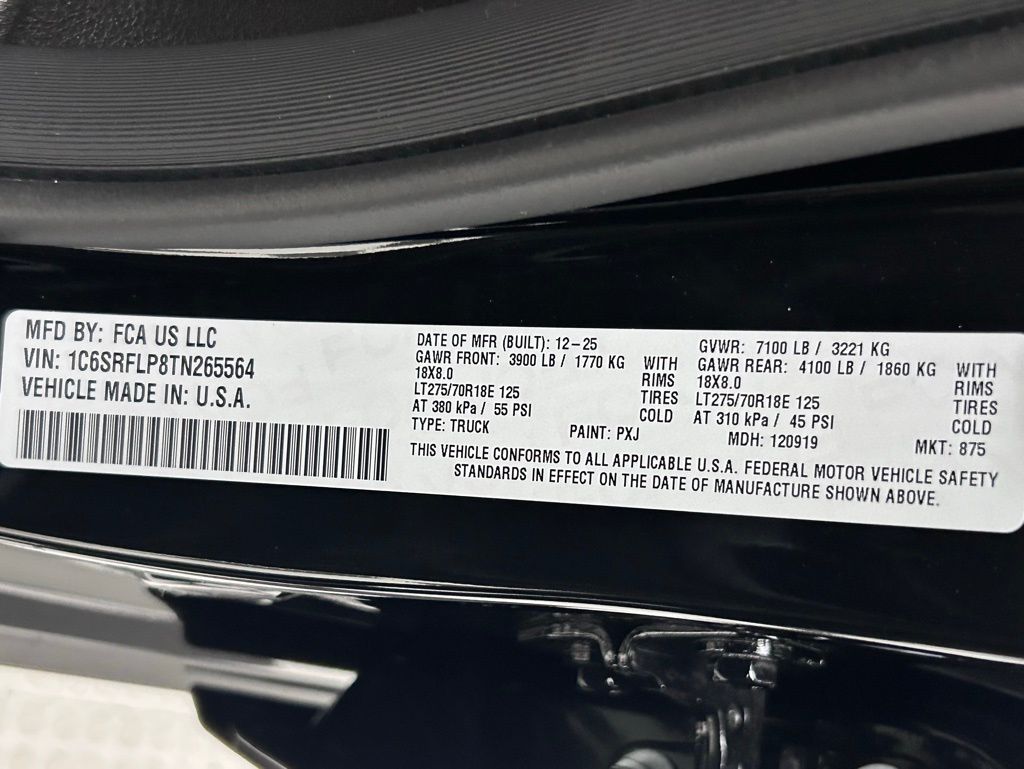 MFD BY: FCA US LLC
VIN: 1C6SRFLP8TN265564
VEHICLE MADE IN: U.S.A.
DATE OF MFR (BUILT): 12-25
GAWR FRONT: 3900 LB / 1770 KG WITH
18X8.0 RIMS
LT275/70R18E 125 TIRES
AT 380 kPa / 55 PSI COLD
TYPE: TRUCK PAINT: PXJ
GVWR: 7100 LB / 3221 KG
GAWR REAR: 4100 LB / 1860 KG WITH
18X8.0 RIMS
LT275/70R18E 125 TIRES
AT 310 kPa / 45 PSI COLD
MDH: 120919 MKT: 875
THIS VEHICLE CONFORMS TO ALL APPLICABLE U.S.A. FEDERAL MOTOR VEHICLE SAFETY
STANDARDS IN EFFECT ON THE DATE OF MANUFACTURE SHOWN ABOVE.